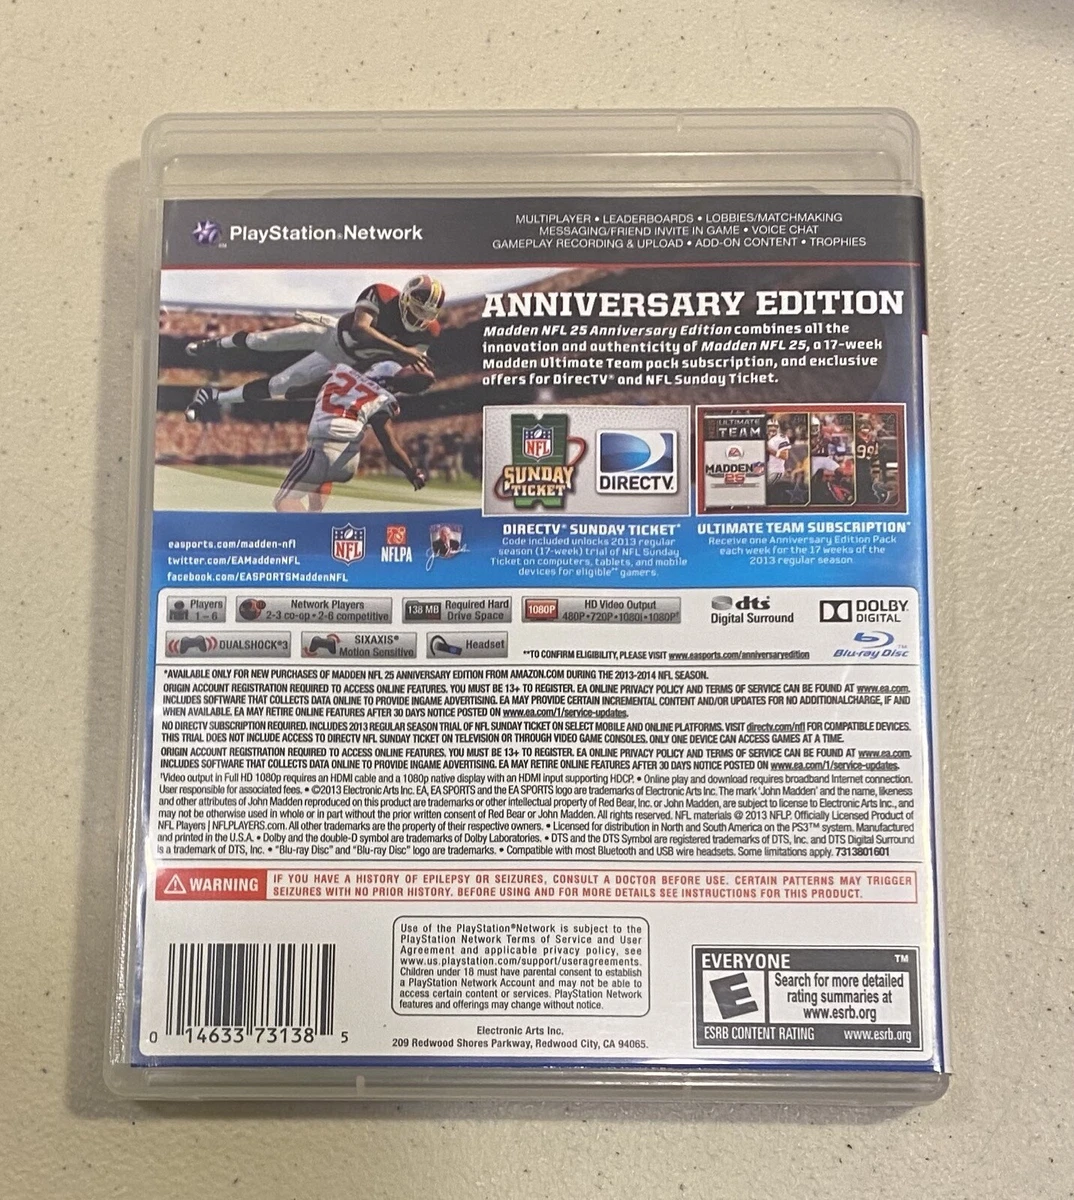 PlayStation®Network
MULTIPLAYER • LEADERBOARDS • LOBBIES/MATCHMAKING
MESSAGING/FRIEND INVITE IN GAME • VOICE CHAT
GAMEPLAY RECORDING & UPLOAD • ADD-ON CONTENT • TROPHIES
ANNIVERSARY EDITION
Madden NFL 25 Anniversary Edition combines all the
innovation and authenticity of Madden NFL 25, a 17-week
Madden Ultimate Team pack subscription, and exclusive
offers for DirecTV® and NFL Sunday Ticket.
27
NFL
SUNDAY
TICKET
DIRECTV
ULTIMATE
TEAM
MADDEN
25
99
easports.com/madden-nfl
twitter.com/EAMaddenNFL
facebook.com/EASPORTSMaddenNFL
NFL
NFLPA
DIRECTV® SUNDAY TICKET*
Code included unlocks 2013 regular
season (17-week) trial of NFL Sunday
Ticket on computers, tablets, and mobile
devices for eligible** gamers.
ULTIMATE TEAM SUBSCRIPTION*
Receive one Anniversary Edition Pack
each week for the 17 weeks of the
2013 regular season.
Players
1-6
Network Players
2-3 co-op • 2-6 competitive
138 MB
Required Hard
Drive Space
1080P
HD Video Output
480P•720P•1080I•1080P†
dts
Digital Surround
DOLBY
DIGITAL
DUALSHOCK®3
SIXAXIS®
Motion Sensitive
Headset
**TO CONFIRM ELIGIBILITY, PLEASE VISIT www.easports.com/anniversaryedition
Blu-ray Disc™
*AVAILABLE ONLY FOR NEW PURCHASES OF MADDEN NFL 25 ANNIVERSARY EDITION FROM AMAZON.COM DURING THE 2013-2014 NFL SEASON.
ORIGIN ACCOUNT REGISTRATION REQUIRED TO ACCESS ONLINE FEATURES. YOU MUST BE 13+ TO REGISTER. EA ONLINE PRIVACY POLICY AND TERMS OF SERVICE CAN BE FOUND AT www.ea.com.
INCLUDES SOFTWARE THAT COLLECTS DATA ONLINE TO PROVIDE INGAME ADVERTISING. EA MAY PROVIDE CERTAIN INCREMENTAL CONTENT AND/OR UPDATES FOR NO ADDITIONALCHARGE, IF AND
WHEN AVAILABLE. EA MAY RETIRE ONLINE FEATURES AFTER 30 DAYS NOTICE POSTED ON www.ea.com/1/service-updates.
NO DIRECTV SUBSCRIPTION REQUIRED. INCLUDES 2013 REGULAR SEASON TRIAL OF NFL SUNDAY TICKET ON SELECT MOBILE AND ONLINE PLATFORMS. VISIT directv.com/nfl FOR COMPATIBLE DEVICES.
THIS TRIAL DOES NOT INCLUDE ACCESS TO DIRECTV NFL SUNDAY TICKET ON TELEVISION OR THROUGH VIDEO GAME CONSOLES. ONLY ONE DEVICE CAN ACCESS GAMES AT A TIME.
ORIGIN ACCOUNT REGISTRATION REQUIRED TO ACCESS ONLINE FEATURES. YOU MUST BE 13+ TO REGISTER. EA ONLINE PRIVACY POLICY AND TERMS OF SERVICE CAN BE FOUND AT www.ea.com.
INCLUDES SOFTWARE THAT COLLECTS DATA ONLINE TO PROVIDE INGAME ADVERTISING. EA MAY RETIRE ONLINE FEATURES AFTER 30 DAYS NOTICE POSTED ON www.ea.com/1/service-updates.
†Video output in Full HD 1080p requires an HDMI cable and a 1080p native display with an HDMI input supporting HDCP. • Online play and download requires broadband Internet connection.
User responsible for associated fees. • ©2013 Electronic Arts Inc. EA, EA SPORTS and the EA SPORTS logo are trademarks of Electronic Arts Inc. The mark 'John Madden' and the name, likeness
and other attributes of John Madden reproduced on this product are trademarks or other intellectual property of Red Bear, Inc. or John Madden, are subject to license to Electronic Arts Inc., and
may not be otherwise used in whole or in part without the prior written consent of Red Bear or John Madden. All rights reserved. NFL materials @ 2013 NFLP. Officially Licensed Product of
NFL Players | NFLPLAYERS.com. All other trademarks are the property of their respective owners. • Licensed for distribution in North and South America on the PS3™ system. Manufactured
and printed in the U.S.A. • Dolby and the double-D symbol are trademarks of Dolby Laboratories. • DTS and the DTS Symbol are registered trademarks of DTS, Inc. and DTS Digital Surround
is a trademark of DTS, Inc. • "Blu-ray Disc" and "Blu-ray Disc" logo are trademarks. • Compatible with most Bluetooth and USB wire headsets. Some limitations apply. 7313801601
WARNING
IF YOU HAVE A HISTORY OF EPILEPSY OR SEIZURES, CONSULT A DOCTOR BEFORE USE. CERTAIN PATTERNS MAY TRIGGER
SEIZURES WITH NO PRIOR HISTORY. BEFORE USING AND FOR MORE DETAILS SEE INSTRUCTIONS FOR THIS PRODUCT.
0 14633 73138 5
Use of the PlayStation®Network is subject to the
PlayStation Network Terms of Service and User
Agreement and applicable privacy policy, see
www.us.playstation.com/support/useragreements.
Children under 18 must have parental consent to establish
a PlayStation Network Account and may not be able to
access certain content or services. PlayStation Network
features and offerings may change without notice.
Electronic Arts Inc.
209 Redwood Shores Parkway, Redwood City, CA 94065.
EVERYONE ™
E
Search for more detailed
rating summaries at
www.esrb.org
ESRB CONTENT RATING www.esrb.org